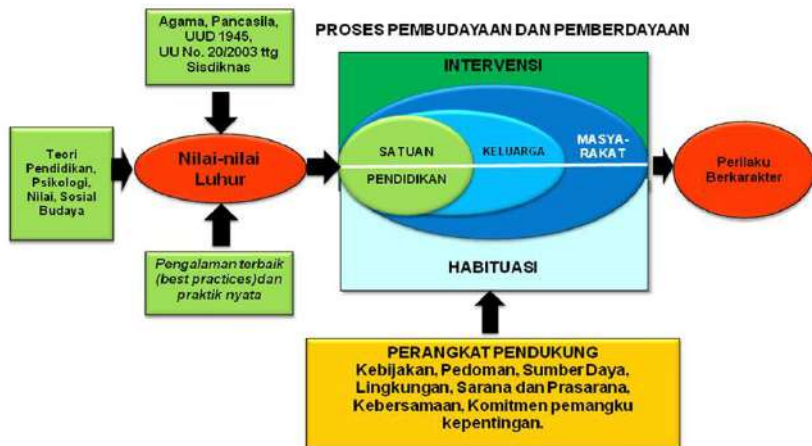 Agama, Pancasila,
UUD 1945,
UU No. 20/2003 ttg
Sisdiknas
PROSES PEMBUDAYAAN DAN PEMBERDAYAAN
INTERVENSI
Teori
Pendidikan,
Psikologi,
Nilai, Sosial
Budaya
Nilai-nilai
Luhur
SATUAN
PENDIDIKAN
KELUARGA
MASYA-
RAKAT
Perilaku
Berkarakter
Pengalaman terbaik
(best practices)dan
praktik nyata
HABITUASI
PERANGKAT PENDUKUNG
Kebijakan, Pedoman, Sumber Daya,
Lingkungan, Sarana dan Prasarana,
Kebersamaan, Komitmen pemangku
kepentingan.